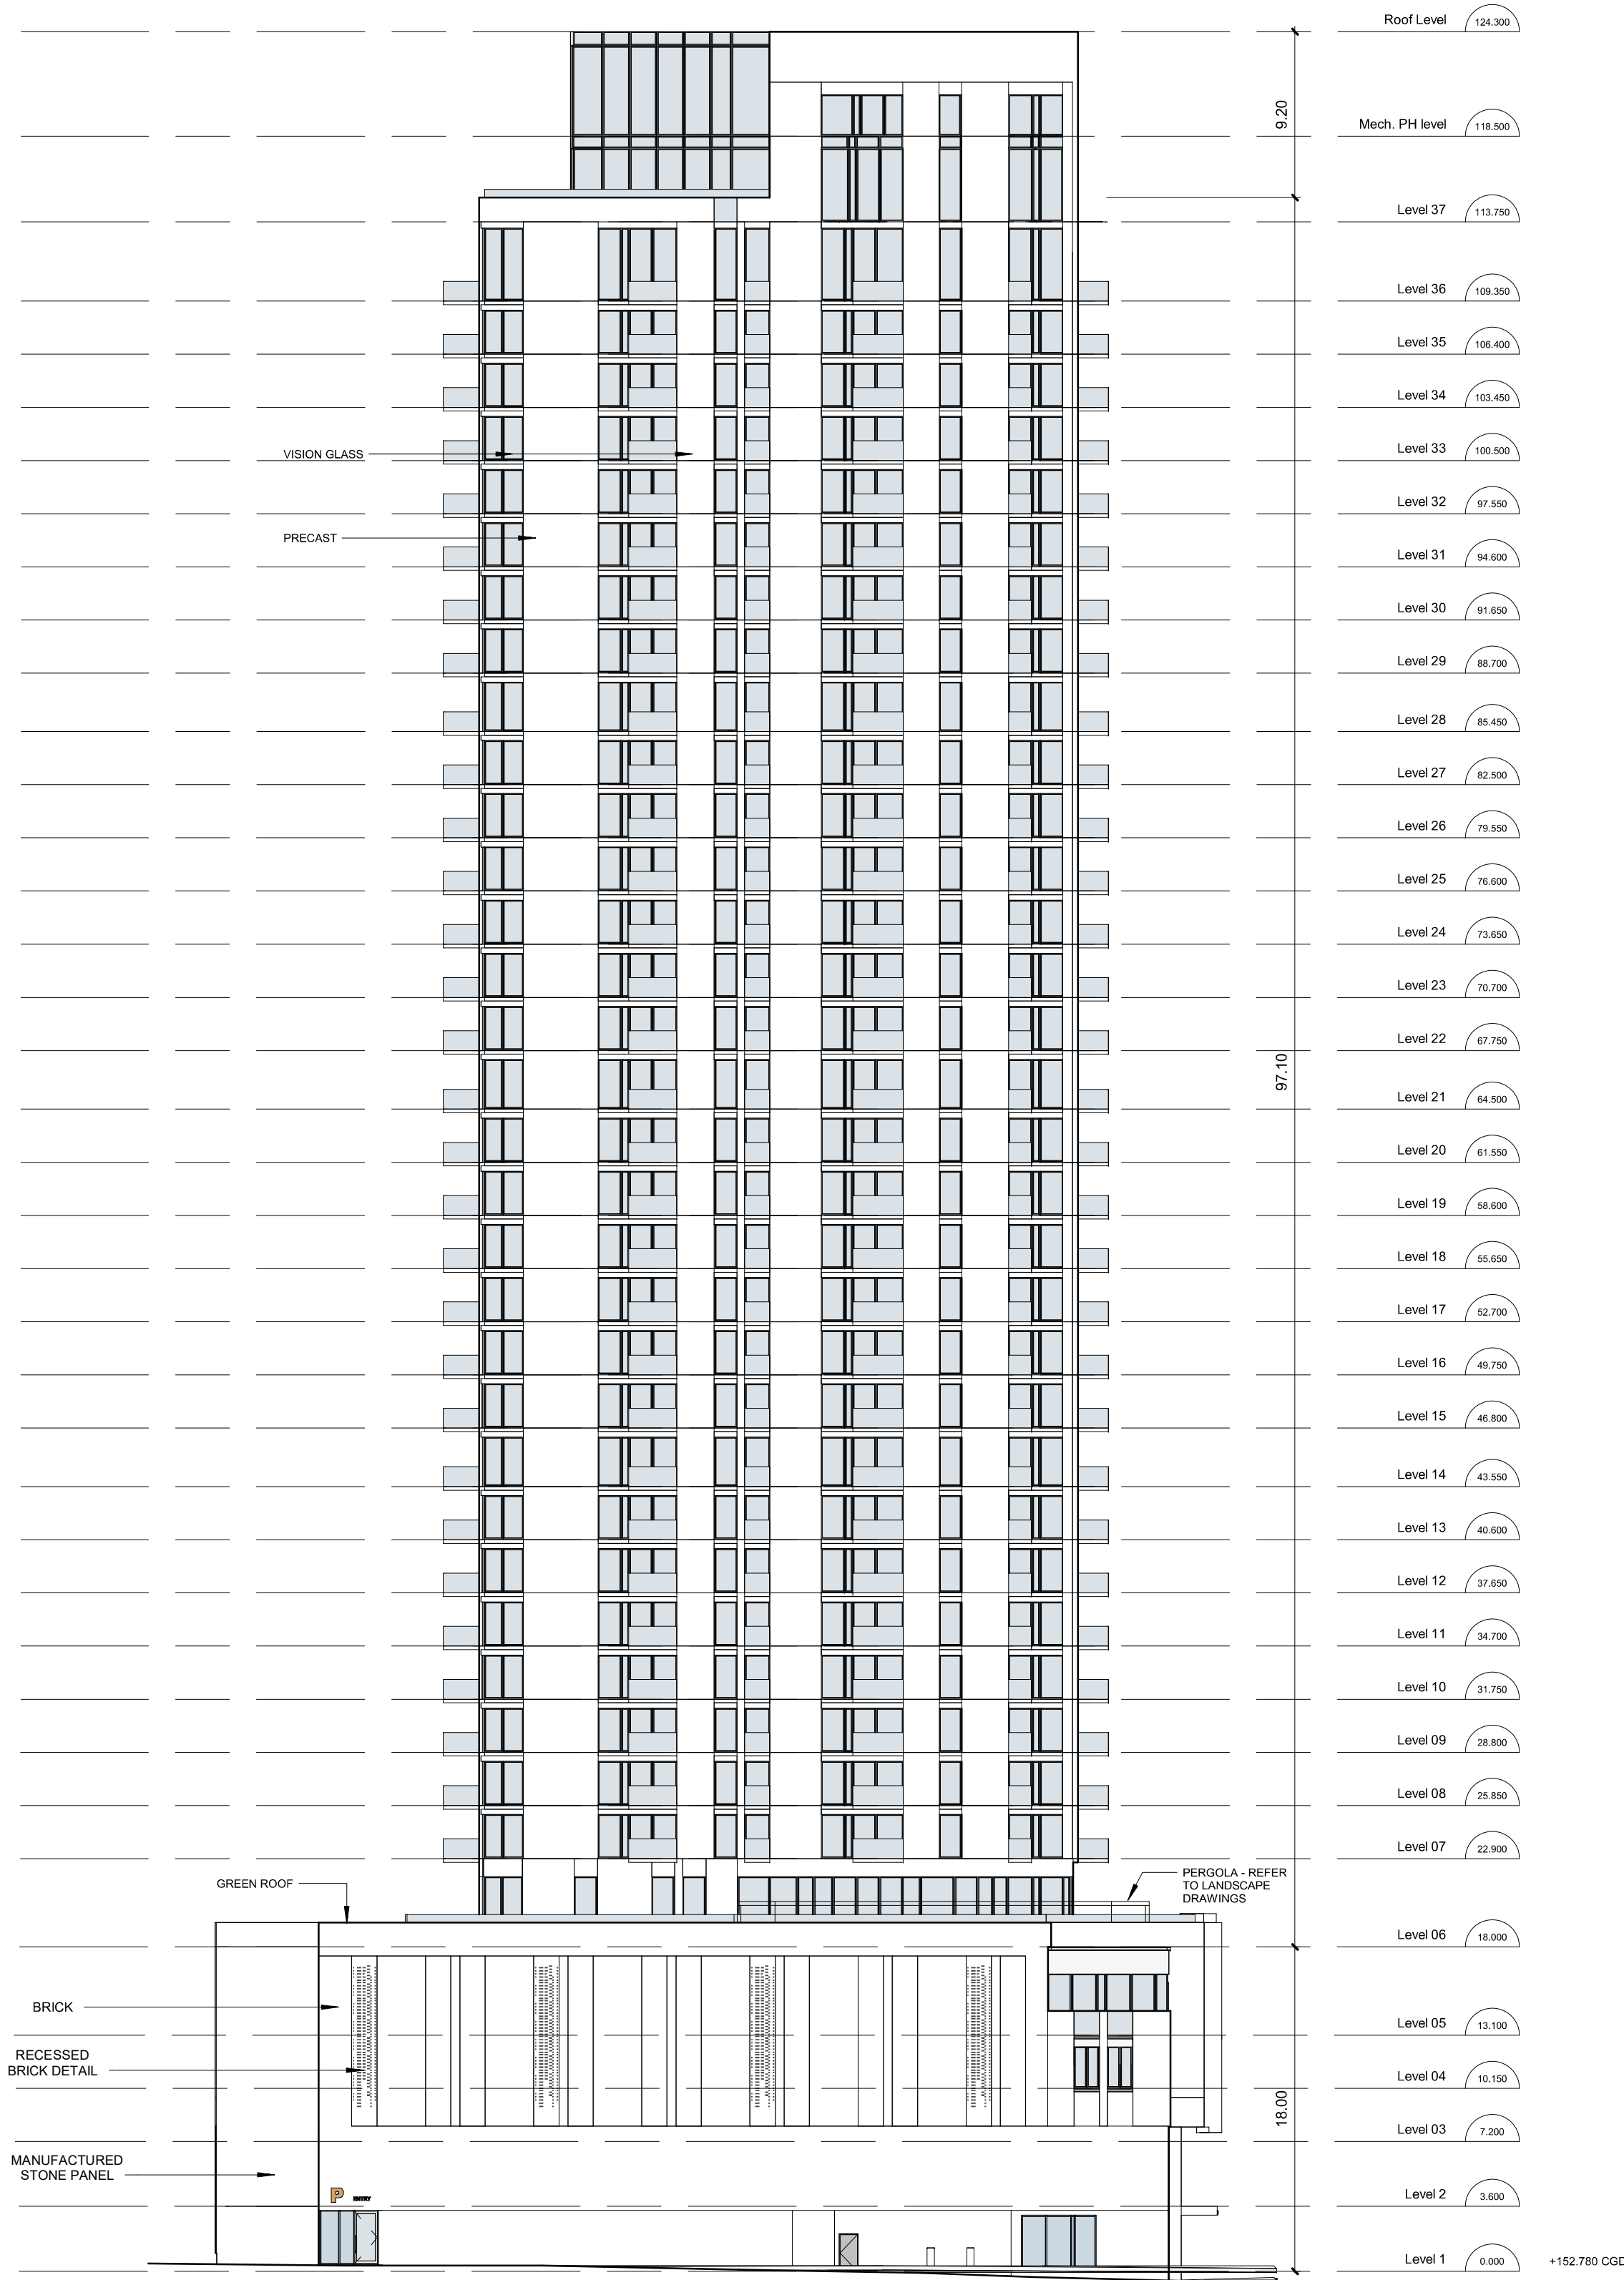 Roof Level 124.300
9.20
Mech. PH level 118.500
Level 37 113.750
Level 36 109.350
Level 35 106.400
Level 34 103.450
VISION GLASS
Level 33 100.500
Level 32 97.550
PRECAST
Level 31 94.600
Level 30 91.650
Level 29 88.700
Level 28 85.450
Level 27 82.500
Level 26 79.550
Level 25 76.600
Level 24 73.650
Level 23 70.700
Level 22 67.750
97.10
Level 21 64.500
Level 20 61.550
Level 19 58.600
Level 18 55.650
Level 17 52.700
Level 16 49.750
Level 15 46.800
Level 14 43.550
Level 13 40.600
Level 12 37.650
Level 11 34.700
Level 10 31.750
Level 09 28.800
Level 08 25.850
Level 07 22.900
PERGOLA - REFER
TO LANDSCAPE
DRAWINGS
GREEN ROOF
Level 06 18.000
BRICK
Level 05 13.100
RECESSED
BRICK DETAIL
Level 04 10.150
18.00
Level 03 7.200
MANUFACTURED
STONE PANEL
P ENTRY
Level 2 3.600
Level 1 0.000 +152.780 CGD